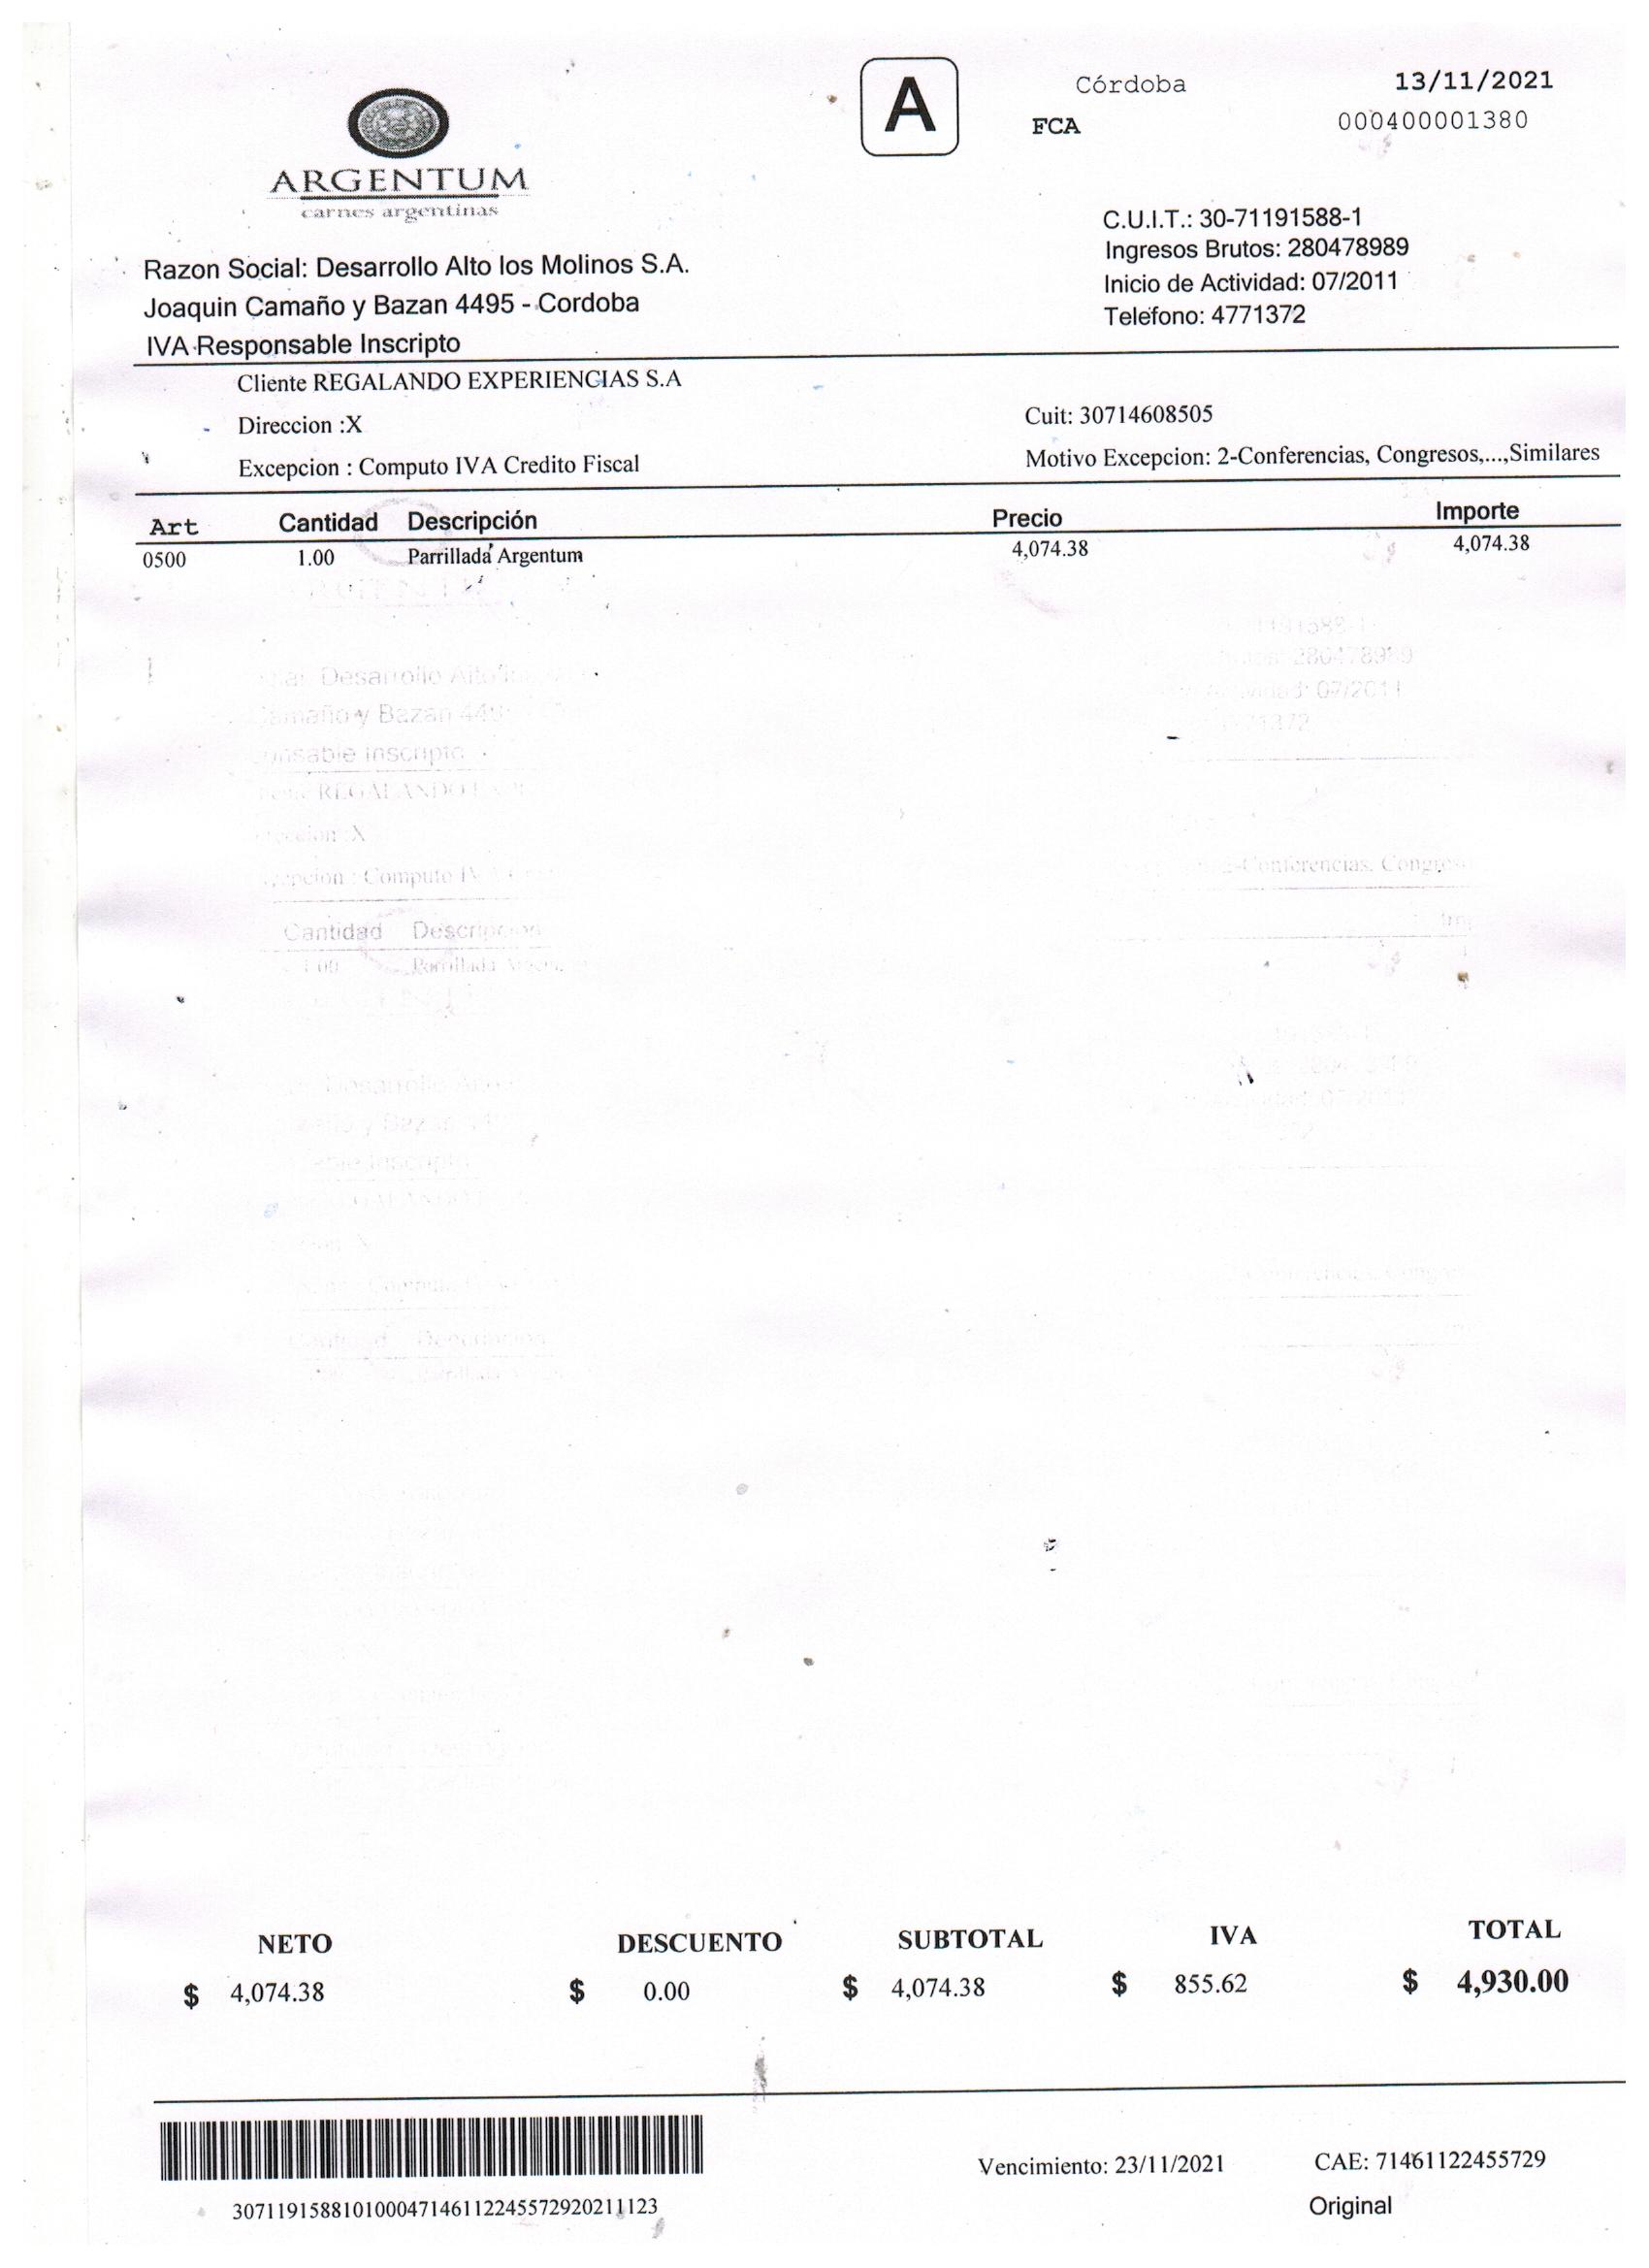 A
Córdoba 13/11/2021
FCA 000400001380
ARGENTUM
carnes argentinas
C.U.I.T.: 30-71191588-1
Ingresos Brutos: 280478989
Inicio de Actividad: 07/2011
Telefono: 4771372
Razon Social: Desarrollo Alto los Molinos S.A.
Joaquin Camaño y Bazan 4495 - Cordoba
IVA Responsable Inscripto
Cliente REGALANDO EXPERIENCIAS S.A
Direccion :X Cuit: 30714608505
Excepcion : Computo IVA Credito Fiscal Motivo Excepcion: 2-Conferencias, Congresos,...,Similares
Art Cantidad Descripción Precio Importe
0500 1.00 Parrillada Argentum 4,074.38 4,074.38
NETO DESCUENTO SUBTOTAL IVA TOTAL
$ 4,074.38 $ 0.00 $ 4,074.38 $ 855.62 $ 4,930.00
Vencimiento: 23/11/2021 CAE: 71461122455729
307119158810100047146112245572920211123 Original